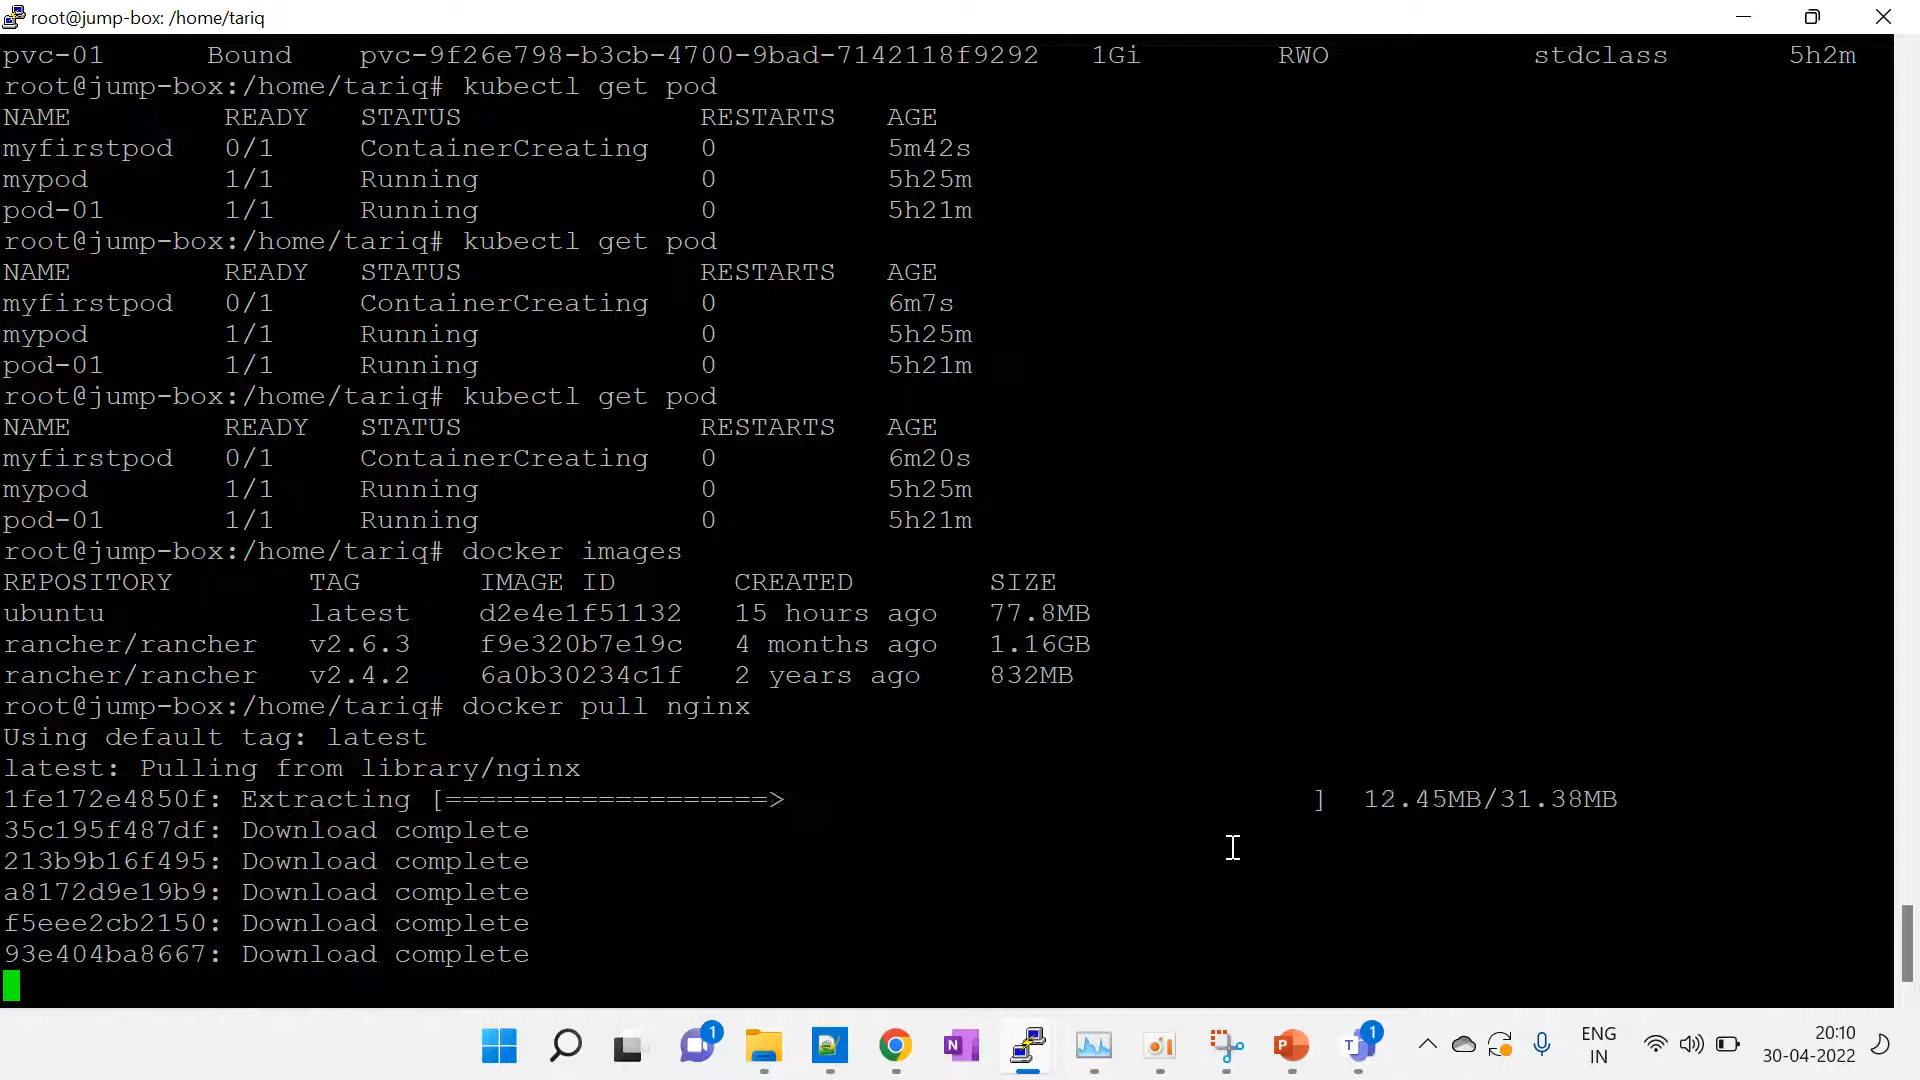 root@jump-box: /home/tariq
pvc-01 Bound pvc-9f26e798-b3cb-4700-9bad-7142118f9292 1Gi RWO stdclass 5h2m
root@jump-box:/home/tariq# kubectl get pod
NAME READY STATUS RESTARTS AGE
myfirstpod 0/1 ContainerCreating 0 5m42s
mypod 1/1 Running 0 5h25m
pod-01 1/1 Running 0 5h21m
root@jump-box:/home/tariq# kubectl get pod
NAME READY STATUS RESTARTS AGE
myfirstpod 0/1 ContainerCreating 0 6m7s
mypod 1/1 Running 0 5h25m
pod-01 1/1 Running 0 5h21m
root@jump-box:/home/tariq# kubectl get pod
NAME READY STATUS RESTARTS AGE
myfirstpod 0/1 ContainerCreating 0 6m20s
mypod 1/1 Running 0 5h25m
pod-01 1/1 Running 0 5h21m
root@jump-box:/home/tariq# docker images
REPOSITORY TAG IMAGE ID CREATED SIZE
ubuntu latest d2e4e1f51132 15 hours ago 77.8MB
rancher/rancher v2.6.3 f9e320b7e19c 4 months ago 1.16GB
rancher/rancher v2.4.2 6a0b30234c1f 2 years ago 832MB
root@jump-box:/home/tariq# docker pull nginx
Using default tag: latest
latest: Pulling from library/nginx
1fe172e4850f: Extracting [===================> ] 12.45MB/31.38MB
35c195f487df: Download complete
213b9b16f495: Download complete
a8172d9e19b9: Download complete
f5eee2cb2150: Download complete
93e404ba8667: Download complete
1
N
P
T
1
ENG
IN
20:10
30-04-2022